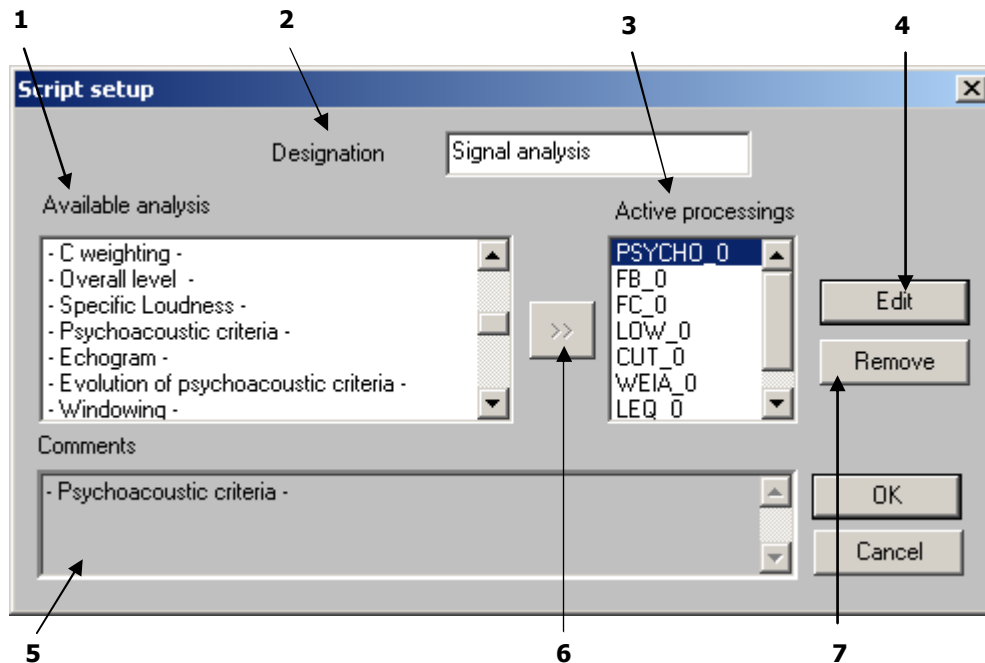 1 2 3 4
Script setup
Designation Signal analysis
Available analysis Active processings
- C weighting -
- Overall level -
- Specific Loudness -
- Psychoacoustic criteria -
- Echogram -
- Evolution of psychoacoustic criteria -
- Windowing -
>>
PSYCHO_0
FB_0
FC_0
LOW_0
CUT_0
WEIA_0
LEQ_0
Edit
Remove
Comments
- Psychoacoustic criteria -
OK
Cancel
5 6 7